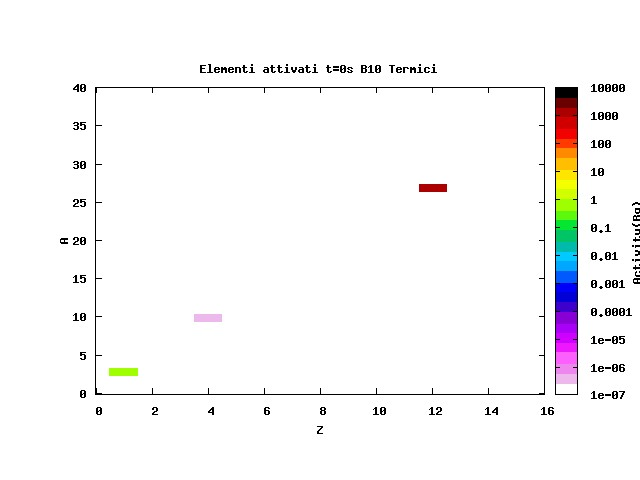 Elementi attivati t=0s B10 Termici
40
35
30
25
20
15
10
5
0
A
0 2 4 6 8 10 12 14 16
Z
10000
1000
100
10
1
0.1
0.01
0.001
0.0001
1e-05
1e-06
1e-07
Activity(Bq)